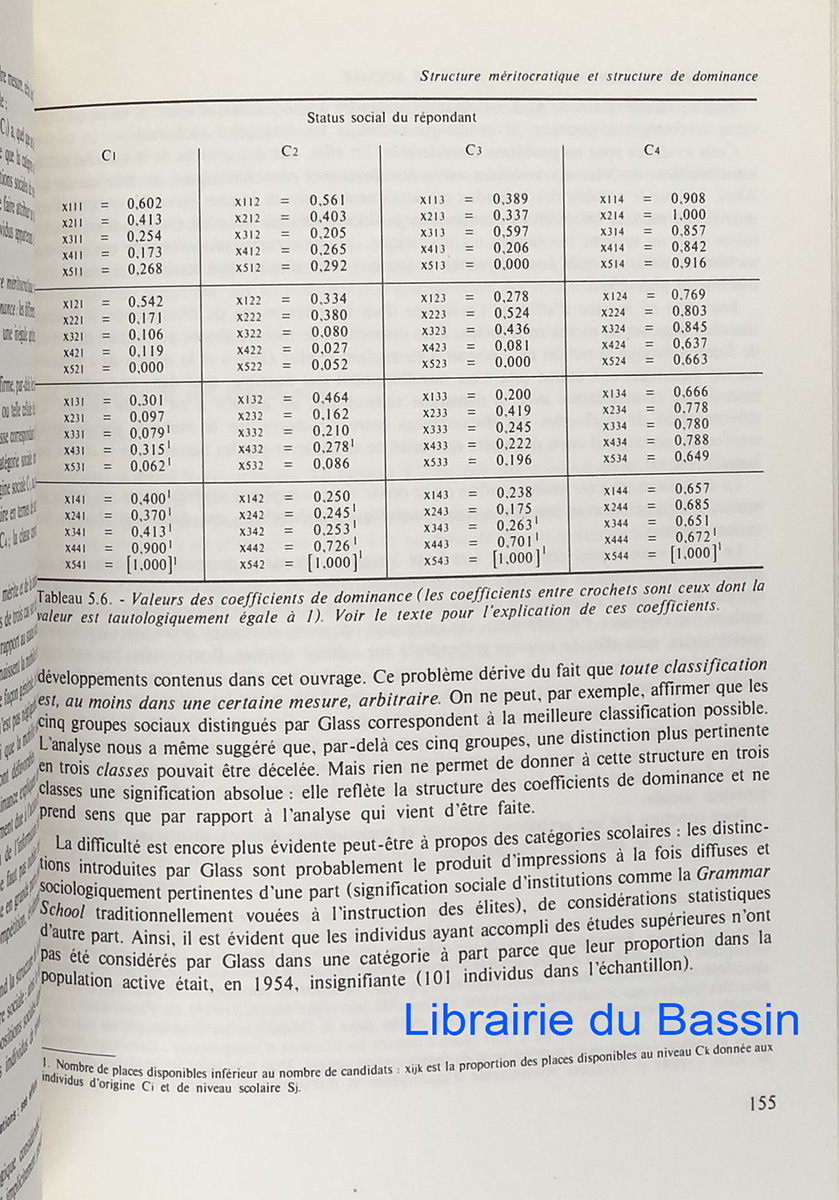 Structure méritocratique et structure de dominance
Status social du répondant
C1 C2 C3 C4
x111 = 0,602 x112 = 0,561 x113 = 0,389 x114 = 0,908
x211 = 0,413 x212 = 0,403 x213 = 0,337 x214 = 1,000
x311 = 0,254 x312 = 0,205 x313 = 0,597 x314 = 0,857
x411 = 0,173 x412 = 0,265 x413 = 0,206 x414 = 0,842
x511 = 0,268 x512 = 0,292 x513 = 0,000 x514 = 0,916
x121 = 0,542 x122 = 0,334 x123 = 0,278 x124 = 0,769
x221 = 0,171 x222 = 0,380 x223 = 0,524 x224 = 0,803
x321 = 0,106 x322 = 0,080 x323 = 0,436 x324 = 0,845
x421 = 0,119 x422 = 0,027 x423 = 0,081 x424 = 0,637
x521 = 0,000 x522 = 0,052 x523 = 0,000 x524 = 0,663
x131 = 0,301 x132 = 0,464 x133 = 0,200 x134 = 0,666
x231 = 0,097 x232 = 0,162 x233 = 0,419 x234 = 0,778
x331 = 0,079¹ x332 = 0,210 x333 = 0,245 x334 = 0,780
x431 = 0,315¹ x432 = 0,278¹ x433 = 0,222 x434 = 0,788
x531 = 0,062¹ x532 = 0,086 x533 = 0,196 x534 = 0,649
x141 = 0,400¹ x142 = 0,250 x143 = 0,238 x144 = 0,657
x241 = 0,370¹ x242 = 0,245¹ x243 = 0,175 x244 = 0,685
x341 = 0,413¹ x342 = 0,253¹ x343 = 0,263¹ x344 = 0,651
x441 = 0,900¹ x442 = 0,726¹ x443 = 0,701¹ x444 = 0,672¹
x541 = [1,000]¹ x542 = [1,000]¹ x543 = [1,000]¹ x544 = [1,000]¹
Tableau 5.6. - Valeurs des coefficients de dominance (les coefficients entre crochets sont ceux dont la
valeur est tautologiquement égale à 1). Voir le texte pour l'explication de ces coefficients.
développements contenus dans cet ouvrage. Ce problème dérive du fait que toute classification
est, au moins dans une certaine mesure, arbitraire. On ne peut, par exemple, affirmer que les
cinq groupes sociaux distingués par Glass correspondent à la meilleure classification possible.
L'analyse nous a même suggéré que, par-delà ces cinq groupes, une distinction plus pertinente
en trois classes pouvait être décelée. Mais rien ne permet de donner à cette structure en trois
classes une signification absolue : elle reflète la structure des coefficients de dominance et ne
prend sens que par rapport à l'analyse qui vient d'être faite.
La difficulté est encore plus évidente peut-être à propos des catégories scolaires : les distinc-
tions introduites par Glass sont probablement le produit d'impressions à la fois diffuses et
sociologiquement pertinentes d'une part (signification sociale d'institutions comme la Grammar
School traditionnellement vouées à l'instruction des élites), de considérations statistiques
d'autre part. Ainsi, il est évident que les individus ayant accompli des études supérieures n'ont
pas été considérés par Glass dans une catégorie à part parce que leur proportion dans la
population active était, en 1954, insignifiante (101 individus dans l'échantillon).
Librairie du Bassin
1. Nombre de places disponibles inférieur au nombre de candidats : xijk est la proportion des places disponibles au niveau Ck donnée aux
individus d'origine Ci et de niveau scolaire Sj.
155